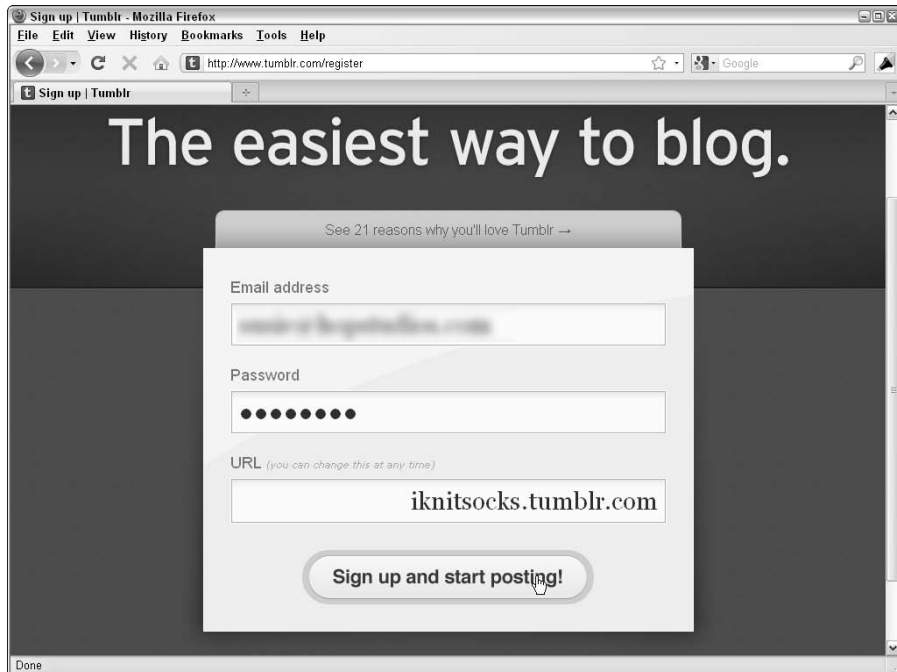 Sign up | Tumblr - Mozilla Firefox
File Edit View History Bookmarks Tools Help
http://www.tumblr.com/register
Google
Sign up | Tumblr
The easiest way to blog.
See 21 reasons why you'll love Tumblr →
Email address
Password
URL (you can change this at any time)
iknitsocks.tumblr.com
Sign up and start posting!
Done